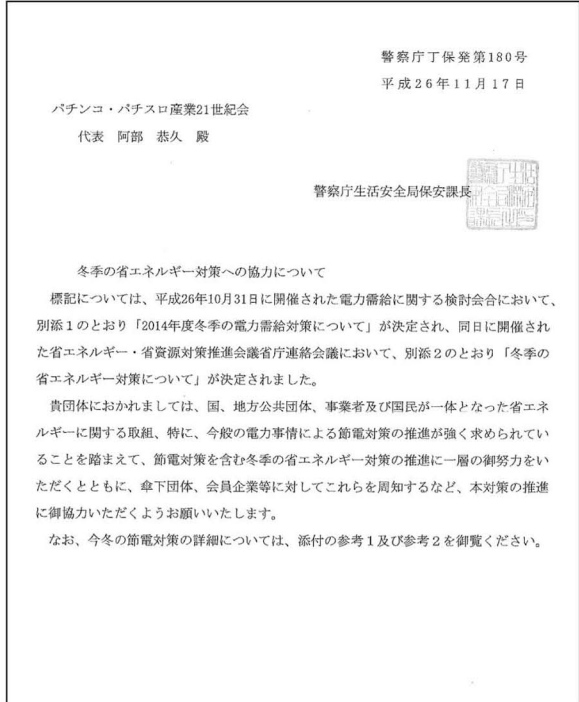 警察庁丁保発第180号
平成26年11月17日
パチンコ・パチスロ産業21世紀会
代表 阿部 恭久 殿
警察庁生活安全局保安課長
冬季の省エネルギー対策への協力について
標記については、平成26年10月31日に開催された電力需給に関する検討会合において、
別添1のとおり「2014年度冬季の電力需給対策について」が決定され、同日に開催され
た省エネルギー・省資源対策推進会議省庁連絡会議において、別添2のとおり「冬季の
省エネルギー対策について」が決定されました。
貴団体におかれましては、国、地方公共団体、事業者及び国民が一体となった省エネ
ルギーに関する取組、特に、今般の電力事情による節電対策の推進が強く求められてい
ることを踏まえて、節電対策を含む冬季の省エネルギー対策の推進に一層の御努力をい
ただくとともに、傘下団体、会員企業等に対してこれらを周知するなど、本対策の推進
に御協力いただくようお願いいたします。
なお、今冬の節電対策の詳細については、添付の参考1及び参考2を御覧ください。